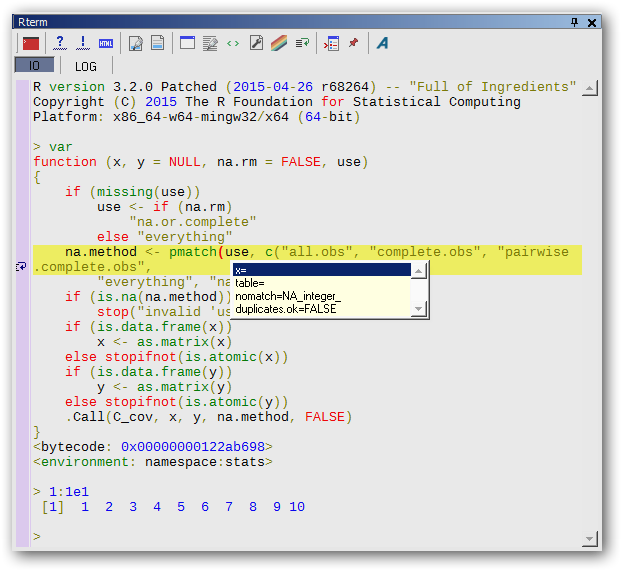 Rterm
HTML
IO LOG
R version 3.2.0 Patched (2015-04-26 r68264) -- "Full of Ingredients"
Copyright (C) 2015 The R Foundation for Statistical Computing
Platform: x86_64-w64-mingw32/x64 (64-bit)
> var
function (x, y = NULL, na.rm = FALSE, use)
{
    if (missing(use))
        use <- if (na.rm)
            "na.or.complete"
        else "everything"
    na.method <- pmatch(use, c("all.obs", "complete.obs", "pairwise
.complete.obs",
        "everything", "na
    if (is.na(na.method))
        stop("invalid 'us
x=
table=
nomatch=NA_integer_
duplicates.ok=FALSE
    if (is.data.frame(x))
        x <- as.matrix(x)
    else stopifnot(is.atomic(x))
    if (is.data.frame(y))
        y <- as.matrix(y)
    else stopifnot(is.atomic(y))
    .Call(C_cov, x, y, na.method, FALSE)
}
<bytecode: 0x00000000122ab698>
<environment: namespace:stats>
> 1:1e1
 [1]  1  2  3  4  5  6  7  8  9 10
>